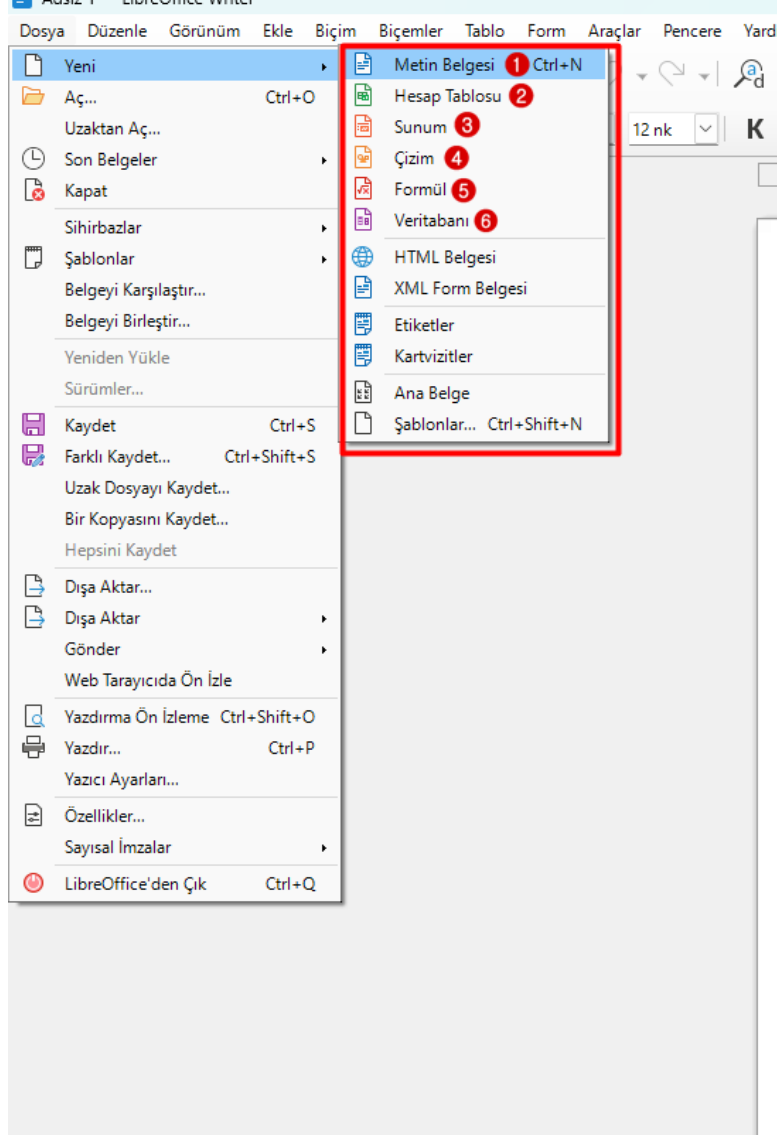 Adsız 1 — LibreOffice Writer
Dosya Düzenle Görünüm Ekle Biçim Biçemler Tablo Form Araçlar Pencere
Yeni
Aç... Ctrl+O
Uzaktan Aç...
Son Belgeler
Kapat
Sihirbazlar
Şablonlar
Belgeyi Karşılaştır...
Belgeyi Birleştir...
Yeniden Yükle
Sürümler...
Kaydet Ctrl+S
Farklı Kaydet... Ctrl+Shift+S
Uzak Dosyayı Kaydet...
Bir Kopyasını Kaydet...
Hepsini Kaydet
Dışa Aktar...
Dışa Aktar
Gönder
Web Tarayıcıda Ön İzle
Yazdırma Ön İzleme Ctrl+Shift+O
Yazdır... Ctrl+P
Yazıcı Ayarları...
Özellikler...
Sayısal İmzalar
LibreOffice'den Çık Ctrl+Q
Metin Belgesi 1 Ctrl+N
Hesap Tablosu 2
Sunum 3
Çizim 4
Formül 5
Veritabanı 6
HTML Belgesi
XML Form Belgesi
Etiketler
Kartvizitler
Ana Belge
Şablonlar... Ctrl+Shift+N
12 nk
K